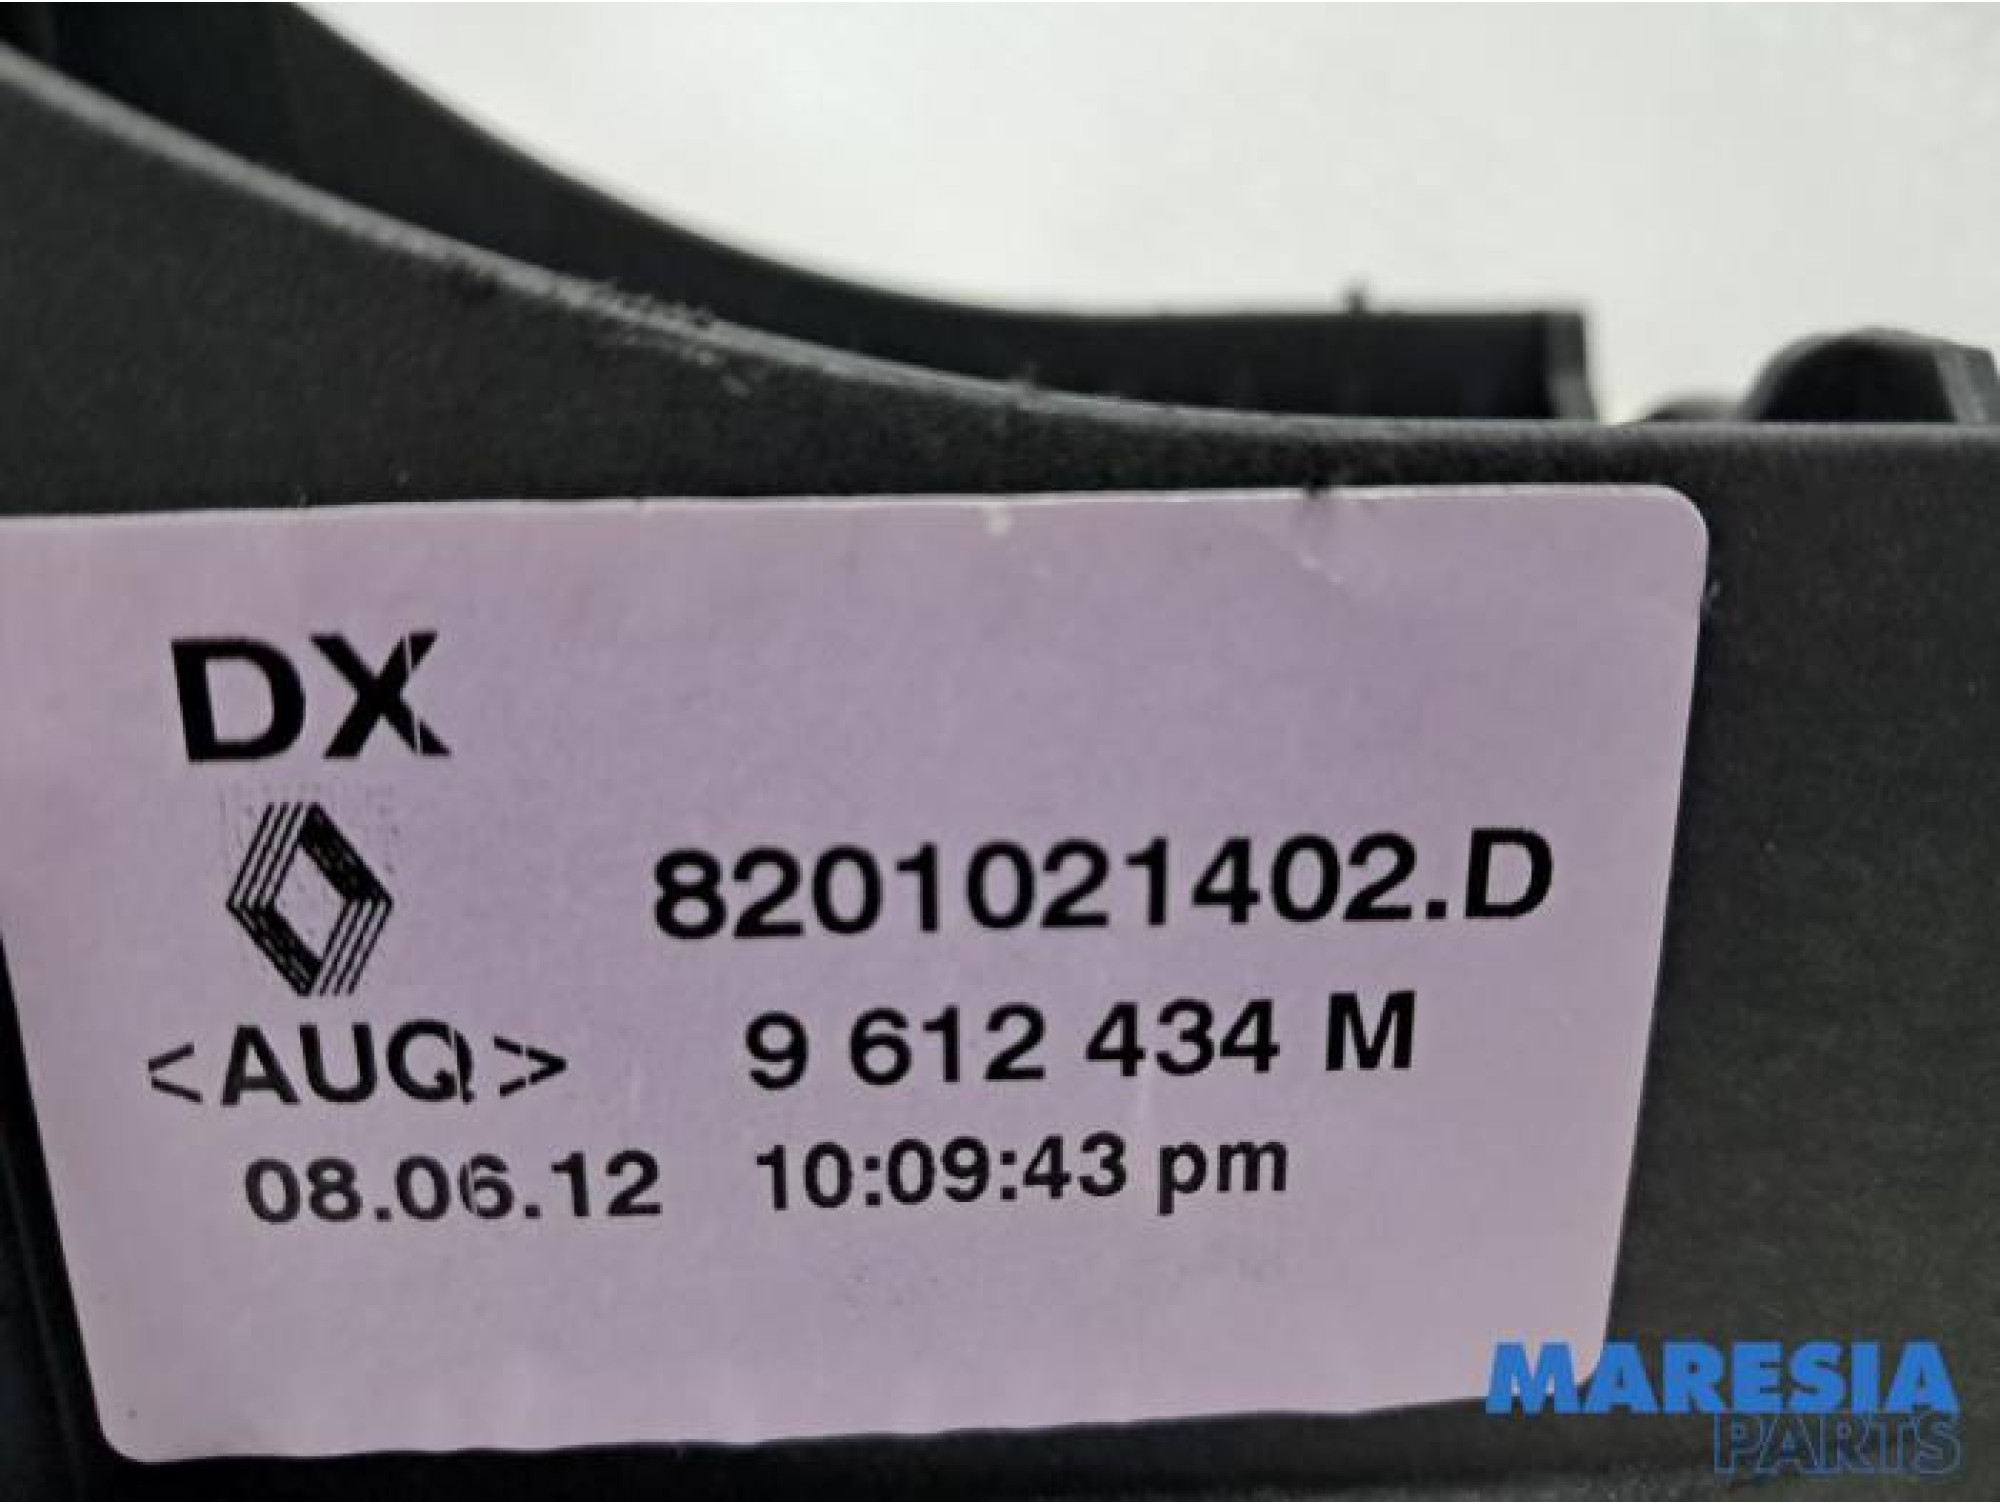 DX
8201021402.D
<AUQ> 9 612 434 M
08.06.12 10:09:43 pm
MARESIA
PARTS